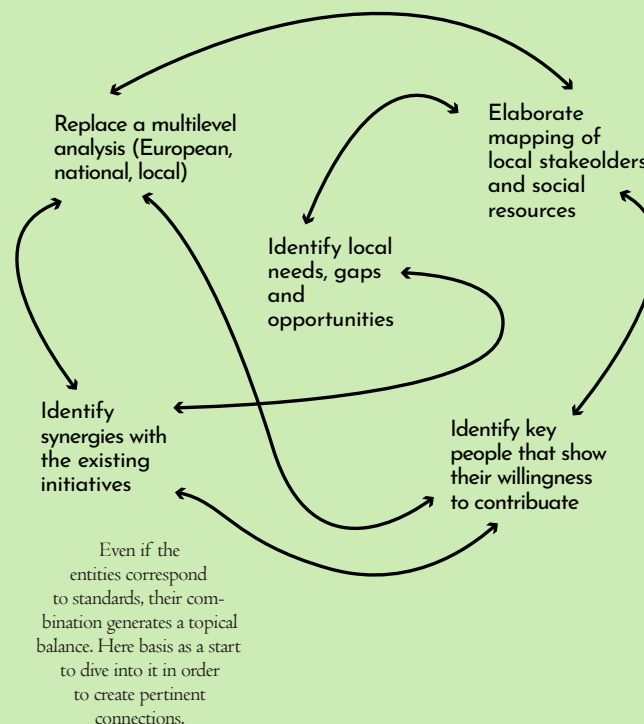 Replace a multilevel
analysis (European,
national, local)
Elaborate
mapping of
local stakeolders
and social
resources
Identify local
needs, gaps
and
opportunities
Identify
synergies with
the existing
initiatives
Identify key
people that show
their willingness
to contribuate
Even if the
entities correspond
to standards, their com-
bination generates a topical
balance. Here basis as a start
to dive into it in order
to create pertinent
connections.